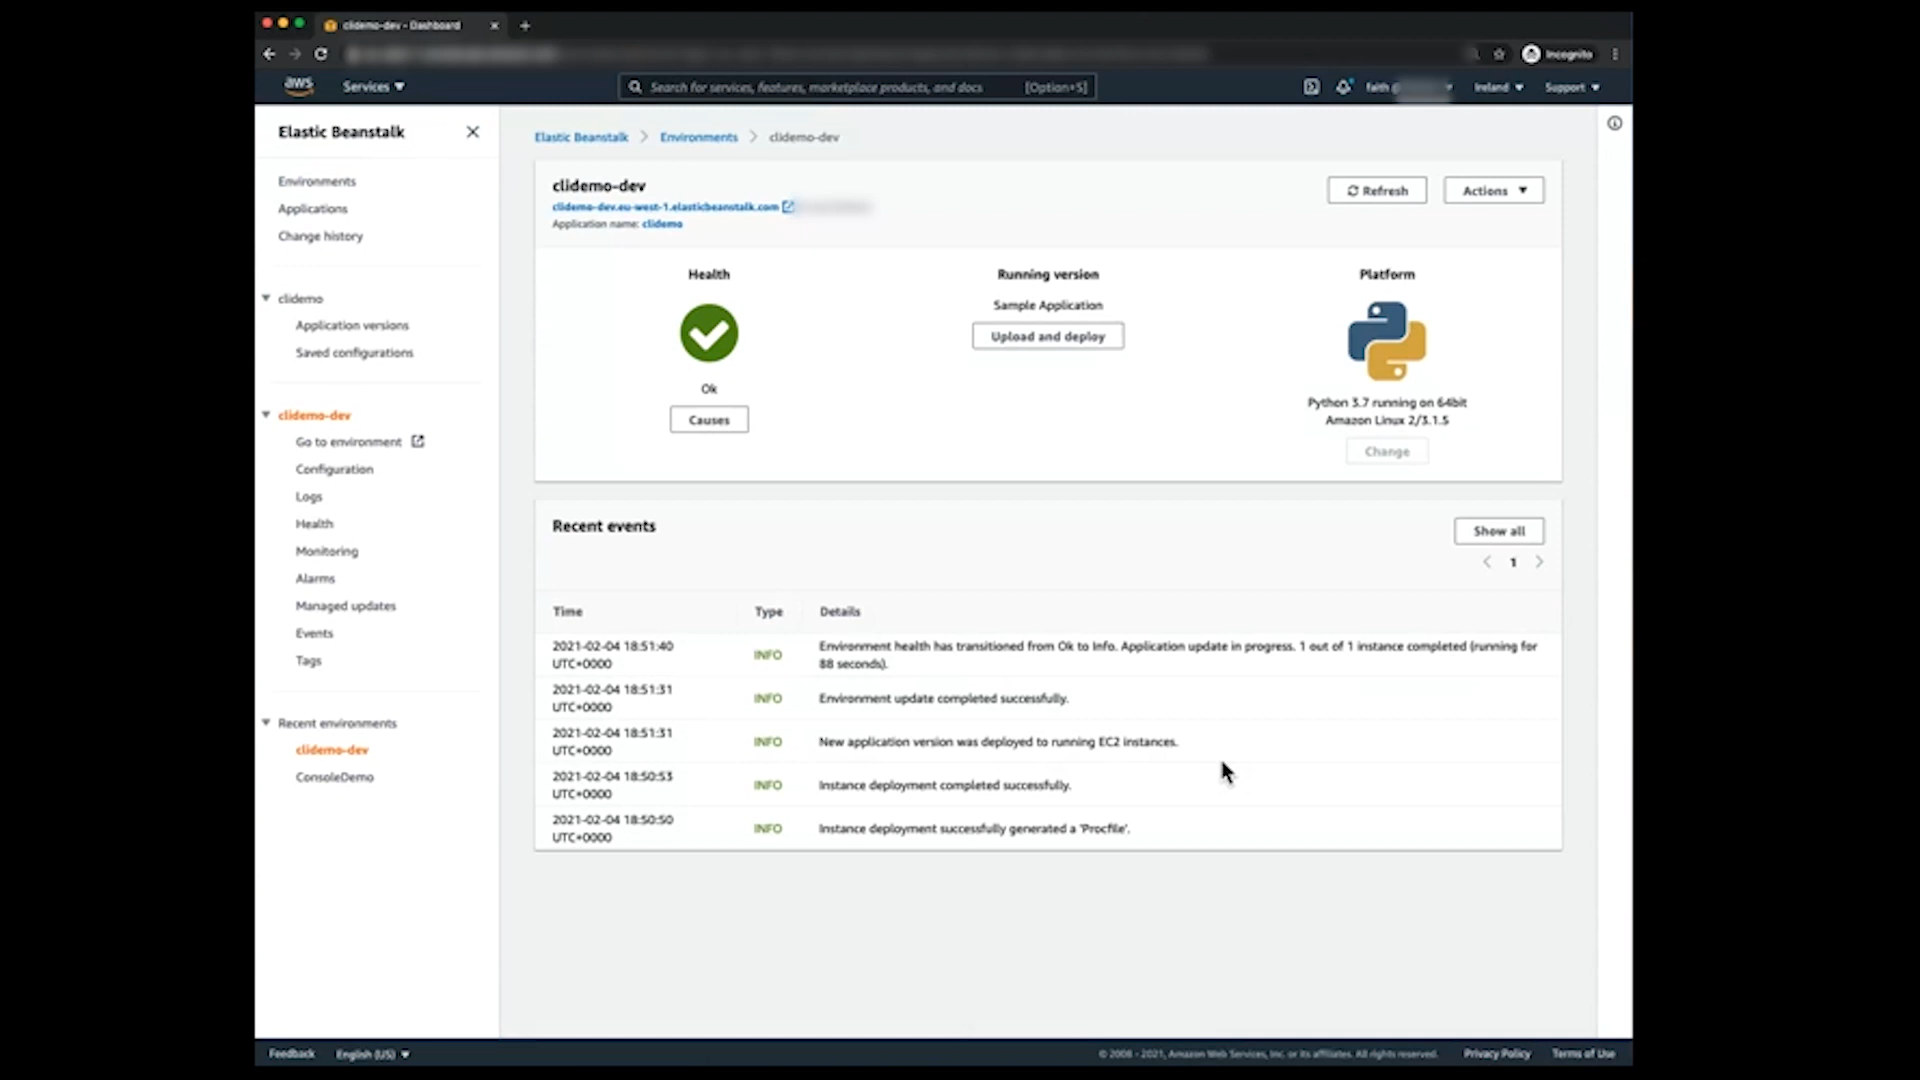 clidemo-dev - Dashboard
Incognito
aws
Services
Search for services, features, marketplace products, and docs
[Option+S]
faith
Ireland
Support
Elastic Beanstalk
Environments
Applications
Change history
clidemo
Application versions
Saved configurations
clidemo-dev
Go to environment
Configuration
Logs
Health
Monitoring
Alarms
Managed updates
Events
Tags
Recent environments
clidemo-dev
ConsoleDemo
Elastic Beanstalk > Environments > clidemo-dev
clidemo-dev
clidemo-dev.eu-west-1.elasticbeanstalk.com
Application name: clidemo
Refresh
Actions
Health
Ok
Causes
Running version
Sample Application
Upload and deploy
Platform
Python 3.7 running on 64bit
Amazon Linux 2/3.1.5
Change
Recent events
Show all
1
Time Type Details
2021-02-04 18:51:40 UTC+0000 INFO Environment health has transitioned from Ok to Info. Application update in progress. 1 out of 1 instance completed (running for
88 seconds).
2021-02-04 18:51:31 UTC+0000 INFO Environment update completed successfully.
2021-02-04 18:51:31 UTC+0000 INFO New application version was deployed to running EC2 instances.
2021-02-04 18:50:53 UTC+0000 INFO Instance deployment completed successfully.
2021-02-04 18:50:50 UTC+0000 INFO Instance deployment successfully generated a 'Procfile'.
Feedback
English (US)
© 2008 - 2021, Amazon Web Services, Inc. or its affiliates. All rights reserved.
Privacy Policy
Terms of Use